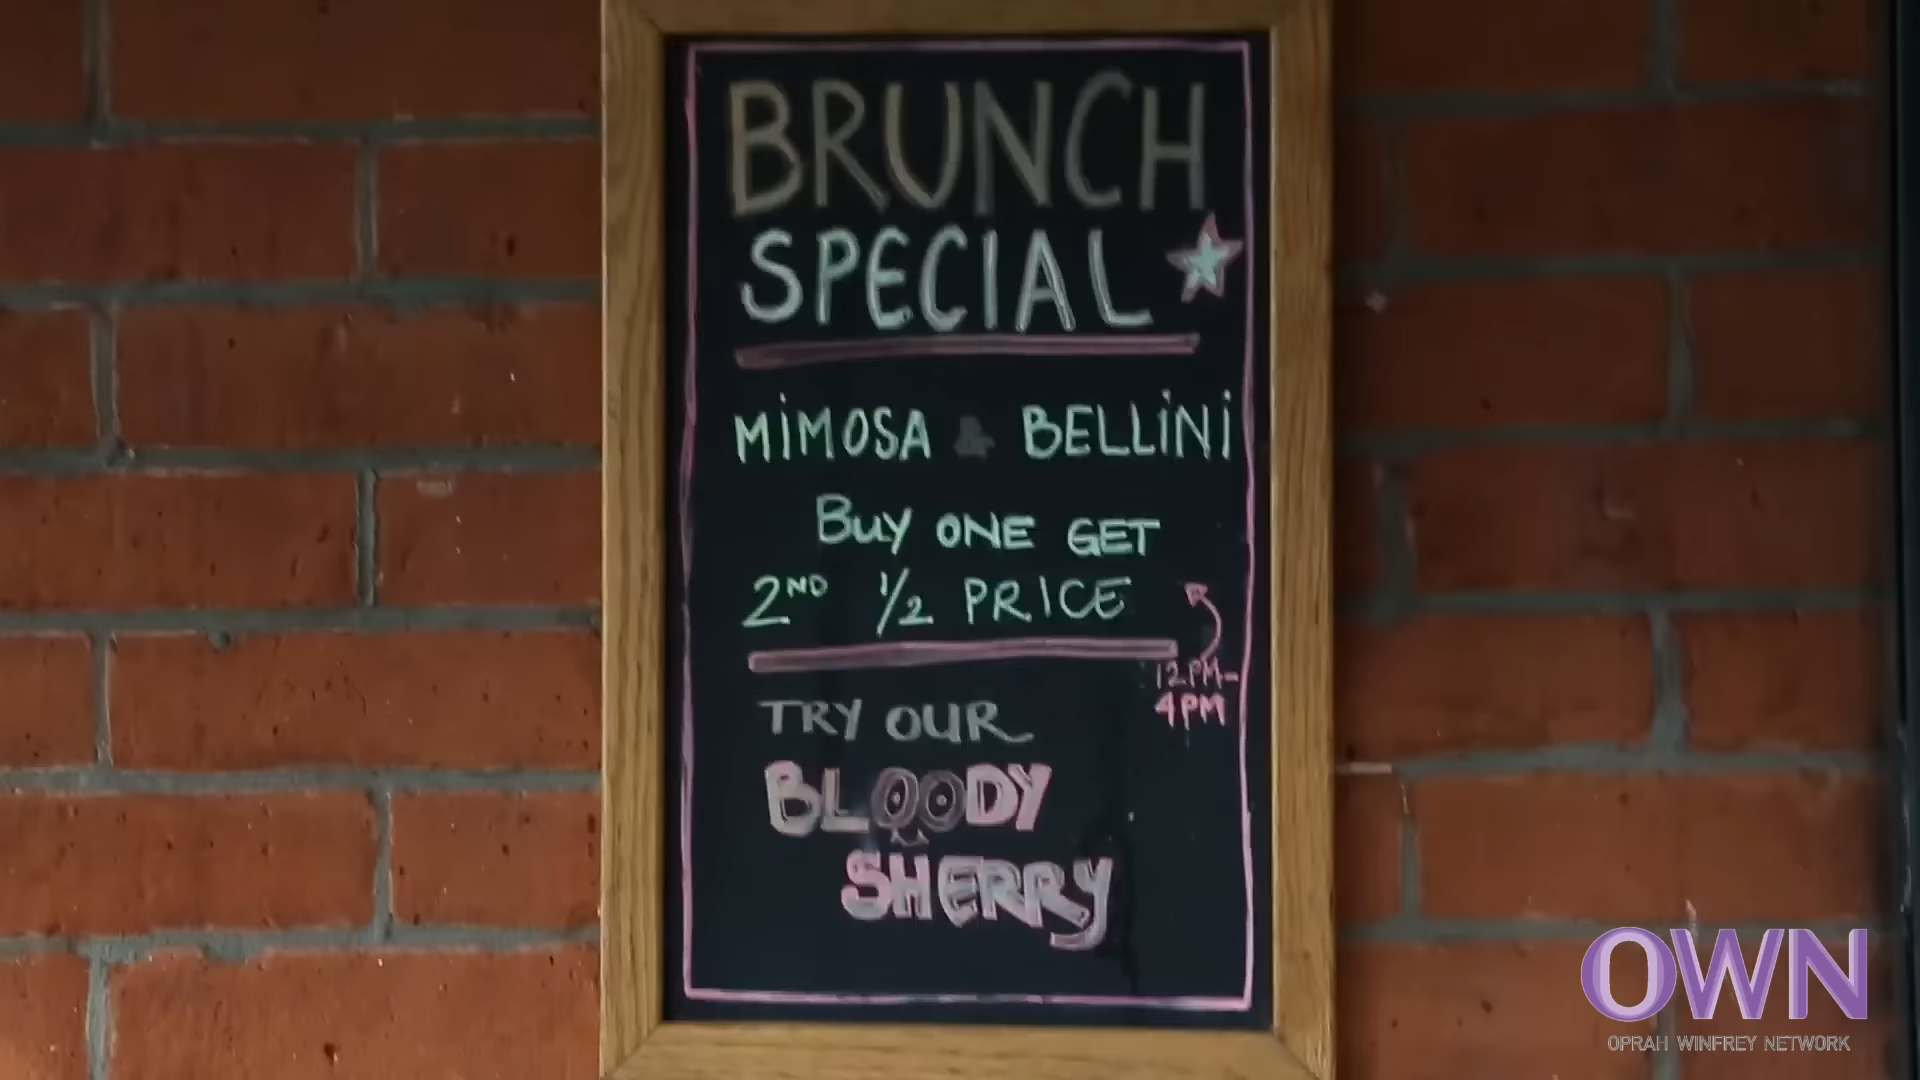 BRUNCH
SPECIAL
MIMOSA & BELLINI
BUY ONE GET
2ND 1/2 PRICE
12PM-
4PM
TRY OUR
BLOODY
SHERRY
OWN
OPRAH WINFREY NETWORK